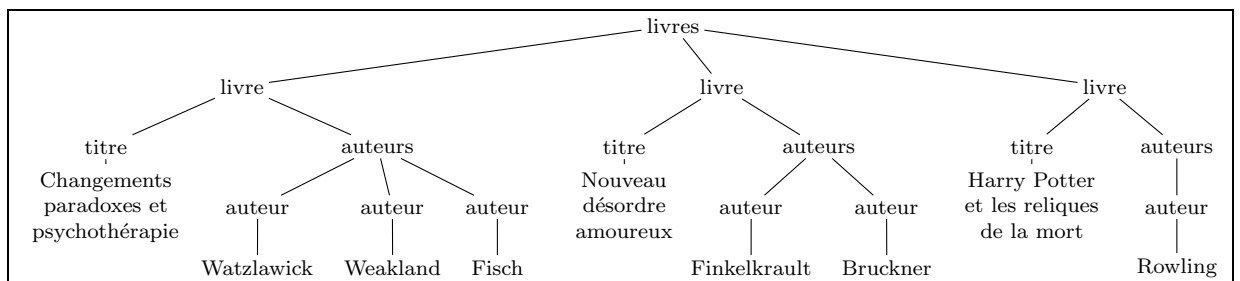 livres
livre livre livre
titre auteurs titre auteurs titre auteurs
Changements Nouveau Harry Potter
paradoxes et auteur auteur auteur désordre auteur auteur et les reliques auteur
psychothérapie amoureux de la mort
Watzlawick Weakland Fisch Finkelkrault Bruckner Rowling